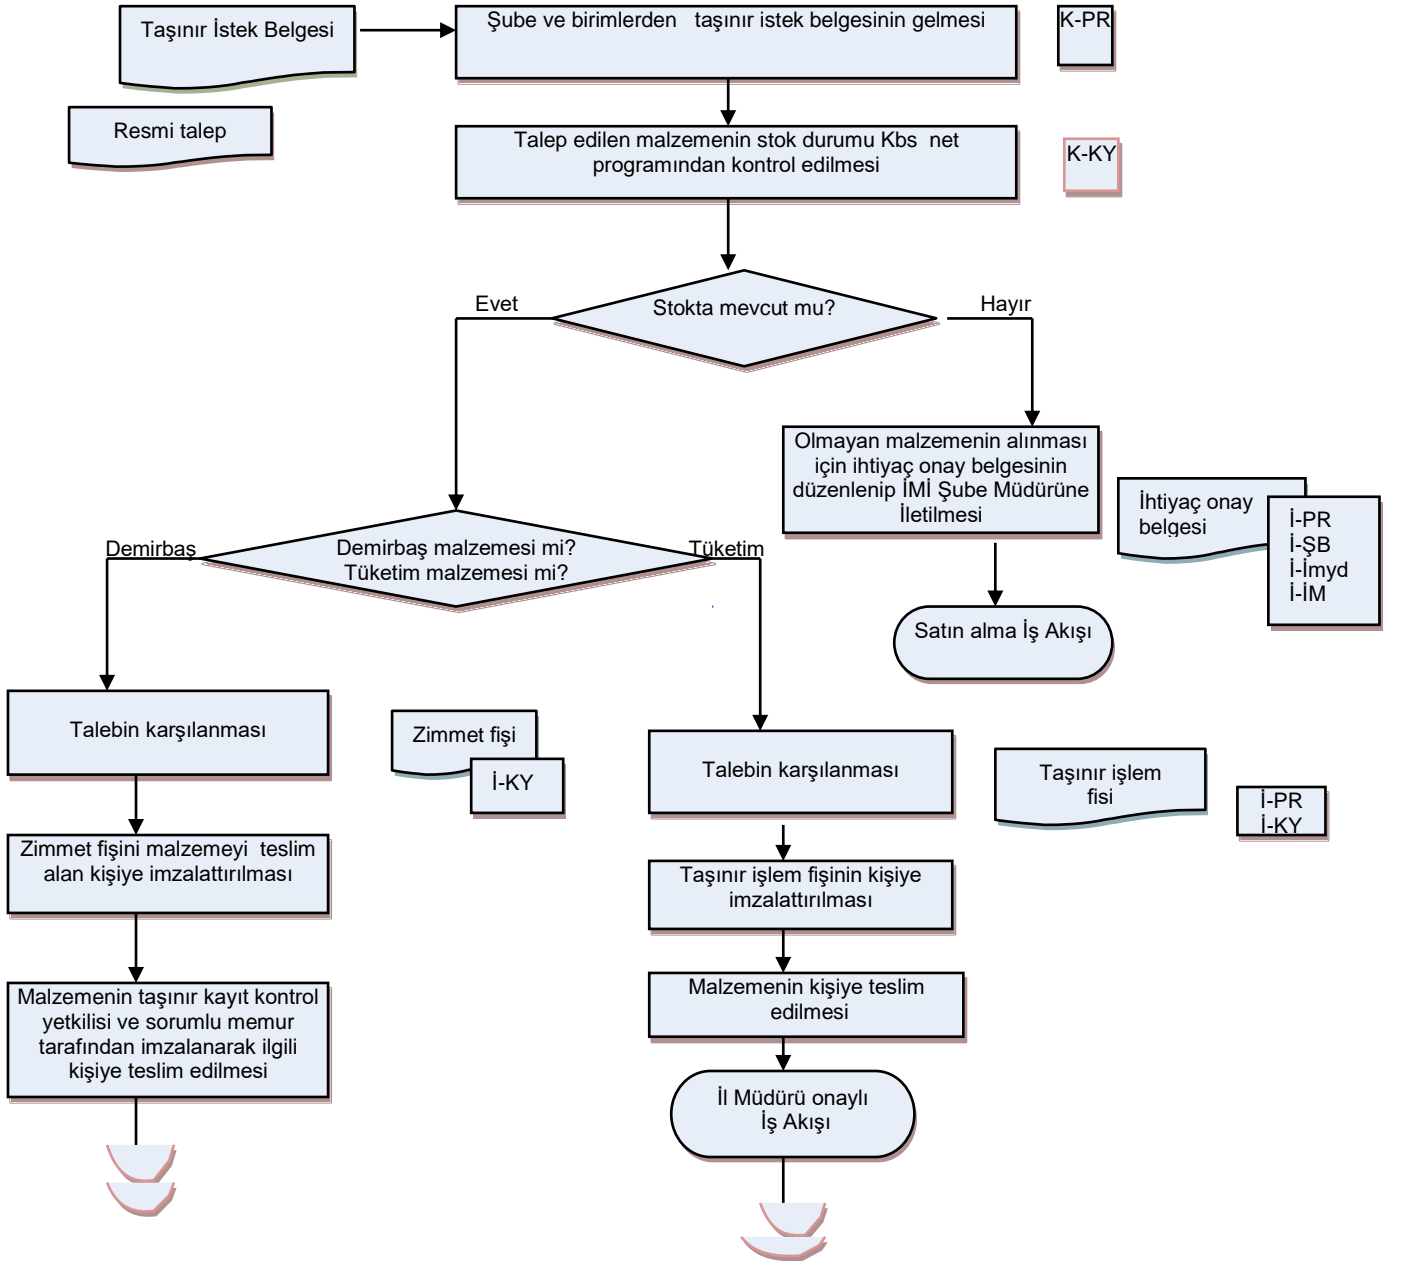 Taşınır İstek Belgesi
Şube ve birimlerden   taşınır istek belgesinin gelmesi
K-PR
Resmi talep
Talep edilen malzemenin stok durumu Kbs  net
programından kontrol edilmesi
K-KY
Stokta mevcut mu?
Evet
Hayır
Olmayan malzemenin alınması
için ihtiyaç onay belgesinin
düzenlenip İMİ Şube Müdürüne
İletilmesi
İhtiyaç onay
belgesi
İ-PR
İ-ŞB
İ-İmyd
İ-İM
Demirbaş
Demirbaş malzemesi mi?
Tüketim malzemesi mi?
Tüketim
Satın alma İş Akışı
Talebin karşılanması
Zimmet fişi
İ-KY
Talebin karşılanması
Taşınır işlem
fisi
İ-PR
İ-KY
Zimmet fişini malzemeyi  teslim
alan kişiye imzalattırılması
Taşınır işlem fişinin kişiye
imzalattırılması
Malzemenin taşınır kayıt kontrol
yetkilisi ve sorumlu memur
tarafından imzalanarak ilgili
kişiye teslim edilmesi
Malzemenin kişiye teslim
edilmesi
İl Müdürü onaylı
İş Akışı